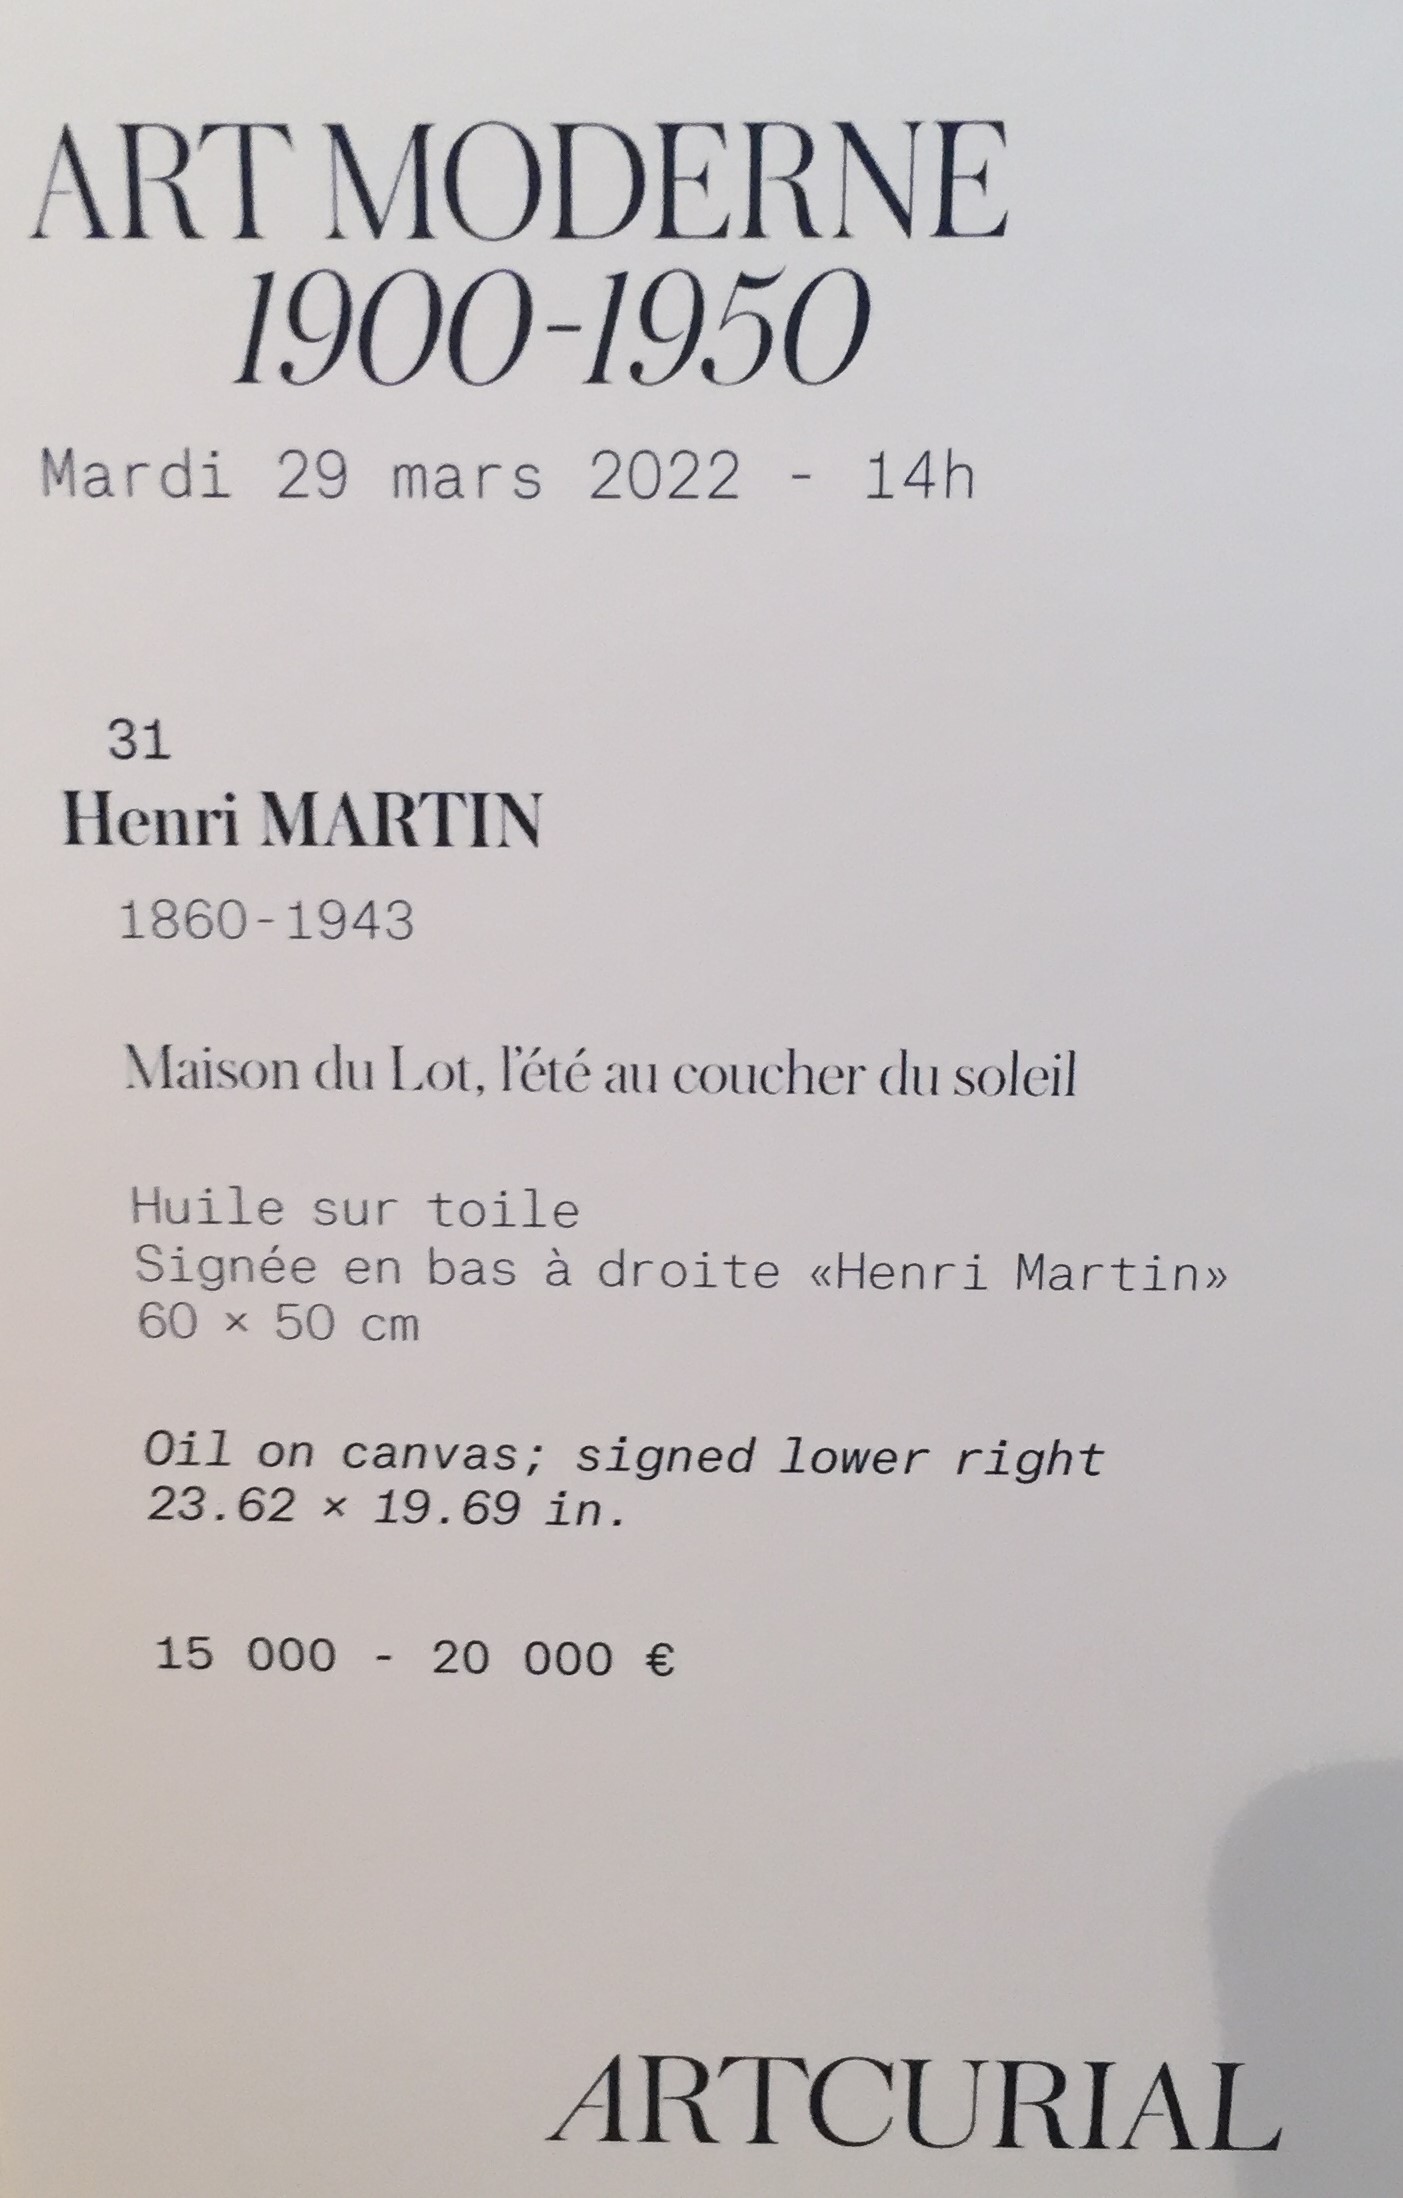 ART MODERNE
1900-1950
Mardi 29 mars 2022 - 14h
31
Henri MARTIN
1860-1943
Maison du Lot, l'été au coucher du soleil
Huile sur toile
Signée en bas à droite «Henri Martin»
60 × 50 cm
Oil on canvas; signed lower right
23.62 × 19.69 in.
15 000 - 20 000 €
ARTCURIAL